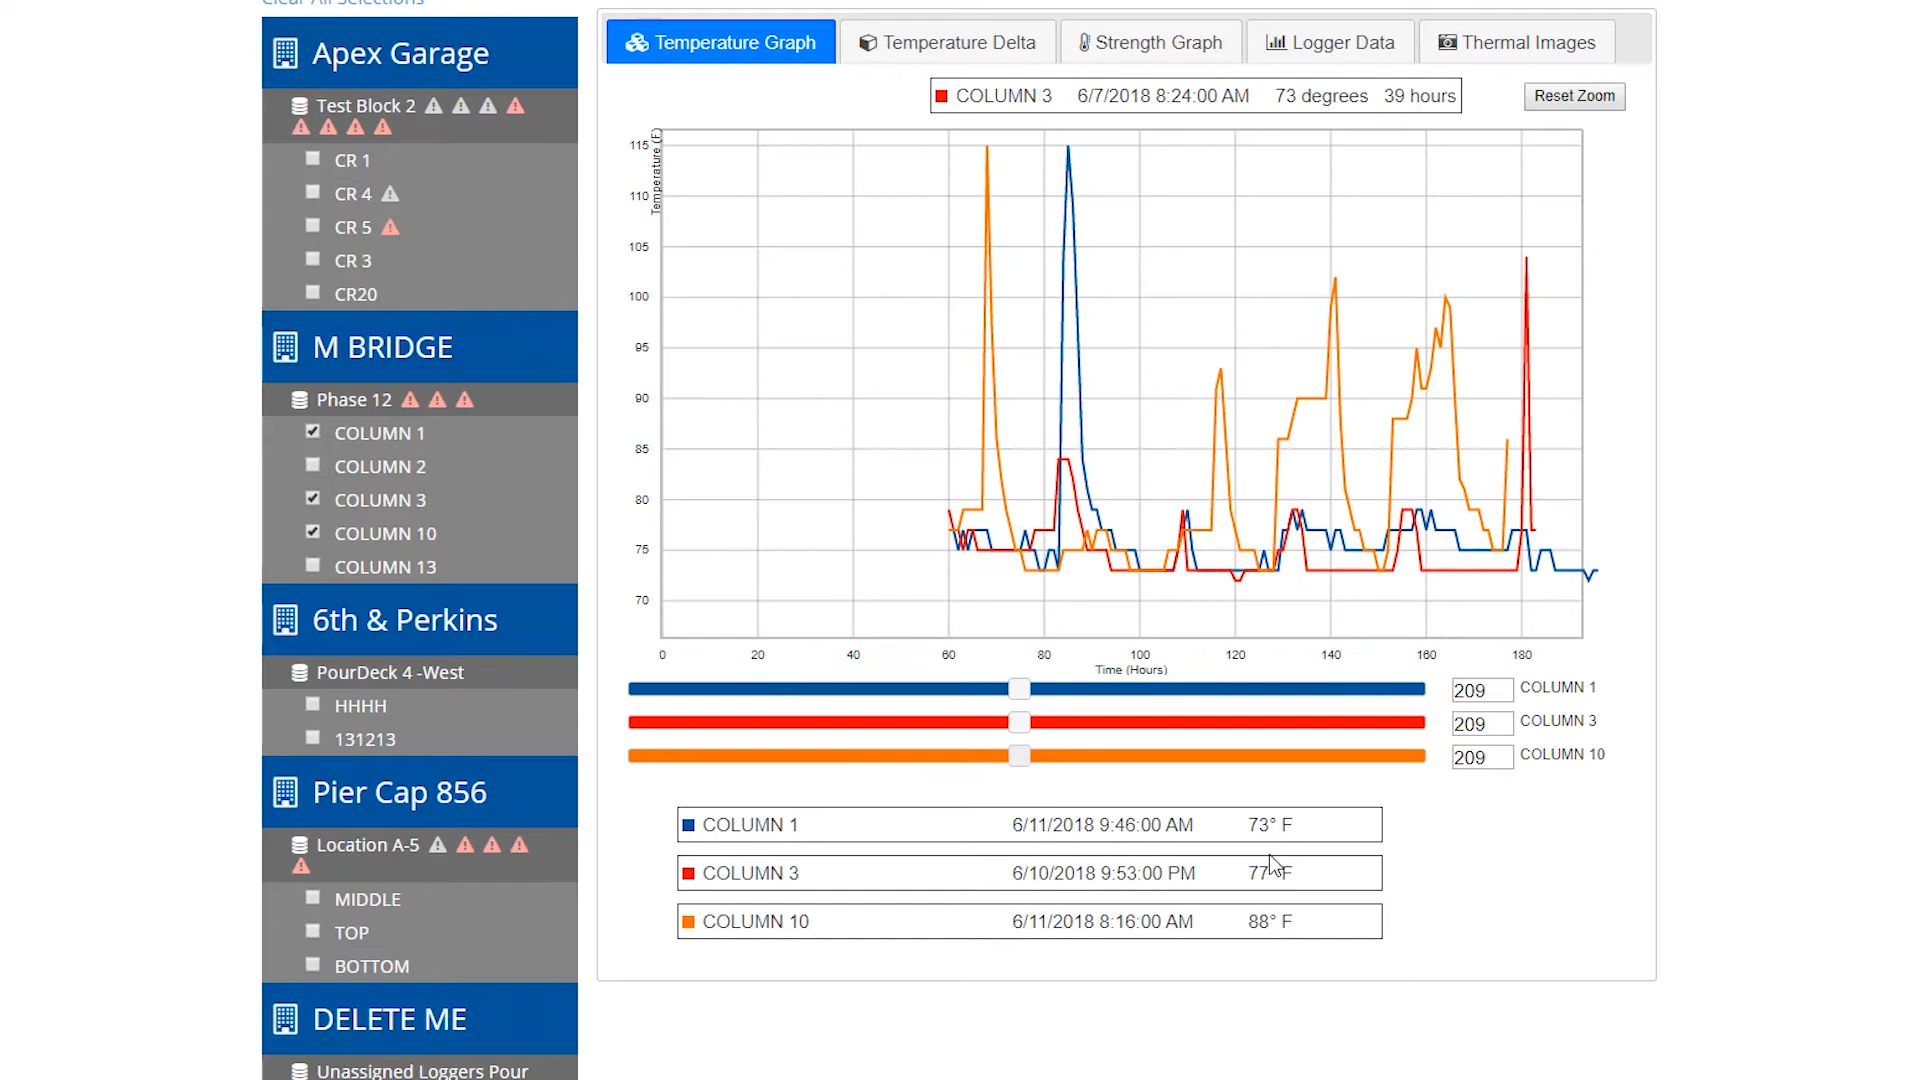 Clear All Selections
Apex Garage
Test Block 2
CR 1
CR 4
CR 5
CR 3
CR20
M BRIDGE
Phase 12
COLUMN 1
COLUMN 2
COLUMN 3
COLUMN 10
COLUMN 13
6th & Perkins
PourDeck 4 -West
HHHH
131213
Pier Cap 856
Location A-5
MIDDLE
TOP
BOTTOM
DELETE ME
Unassigned Loggers Pour
Temperature Graph Temperature Delta Strength Graph Logger Data Thermal Images
COLUMN 3 6/7/2018 8:24:00 AM 73 degrees 39 hours
Reset Zoom
Temperature (F)
115
110
105
100
95
90
85
80
75
70
0 20 40 60 80 100 120 140 160 180
Time (Hours)
209 COLUMN 1
209 COLUMN 3
209 COLUMN 10
COLUMN 1 6/11/2018 9:46:00 AM 73° F
COLUMN 3 6/10/2018 9:53:00 PM 77° F
COLUMN 10 6/11/2018 8:16:00 AM 88° F